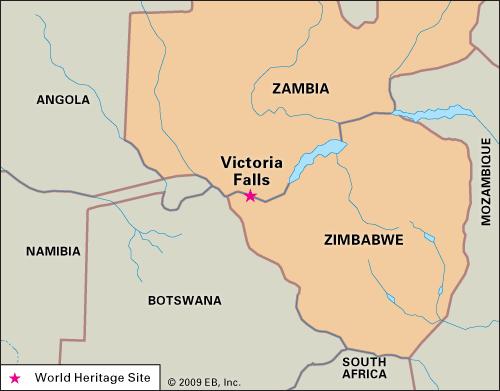 ZAMBIA
ANGOLA
Victoria
Falls
MOZAMBIQUE
ZIMBABWE
NAMIBIA
BOTSWANA
SOUTH
AFRICA
World Heritage Site
© 2009 EB, Inc.